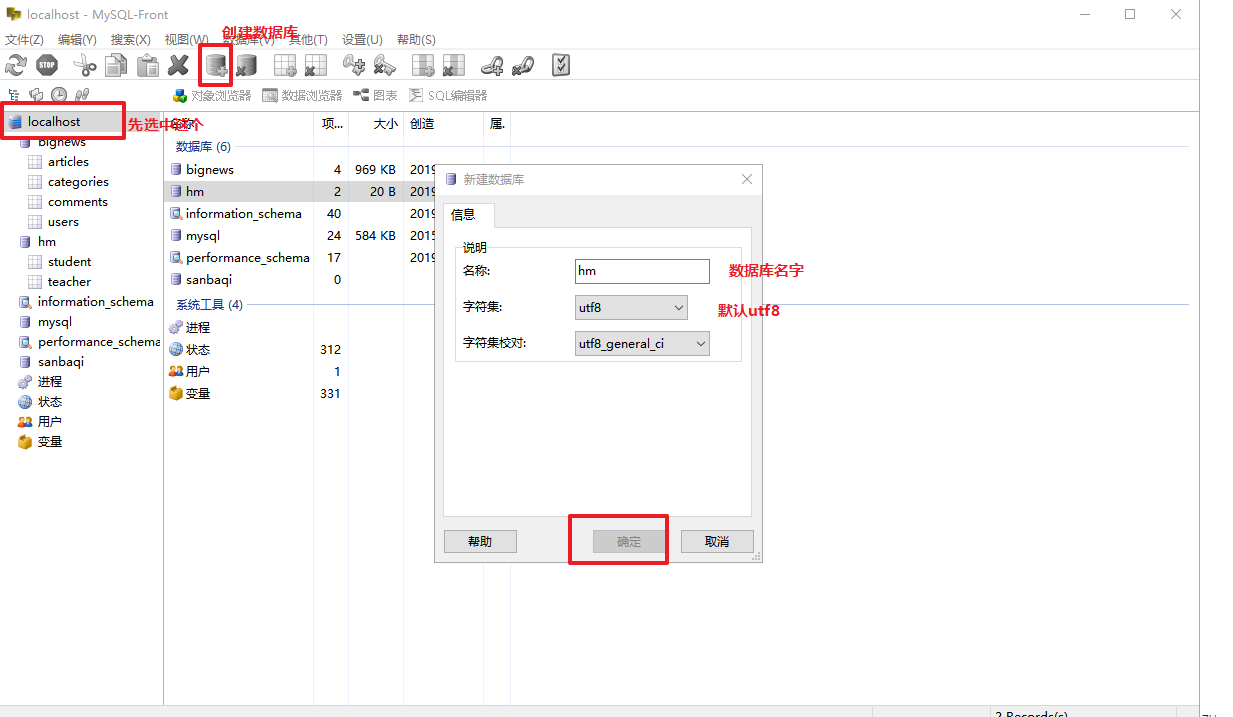 localhost - MySQL-Front
创建数据库
文件(Z) 编辑(Y) 搜索(X) 视图(W) 数据库(V) 其他(T) 设置(U) 帮助(S)
STOP
对象浏览器 数据浏览器 图表 SQL编辑器
localhost
先选中这个
bignews
articles
categories
comments
users
hm
student
teacher
information_schema
mysql
performance_schema
sanbaqi
进程
状态
用户
变量
名称 项... 大小 创造 属.
数据库 (6)
bignews 4 969 KB 2019
hm 2 20 B 2019
information_schema 40 2019
mysql 24 584 KB 2015
performance_schema 17 2019
sanbaqi 0
系统工具 (4)
进程
状态 312
用户 1
变量 331
新建数据库
信息
说明
名称: hm 数据库名字
字符集: utf8 默认utf8
字符集校对: utf8_general_ci
帮助 确定 取消
2 Records(s)